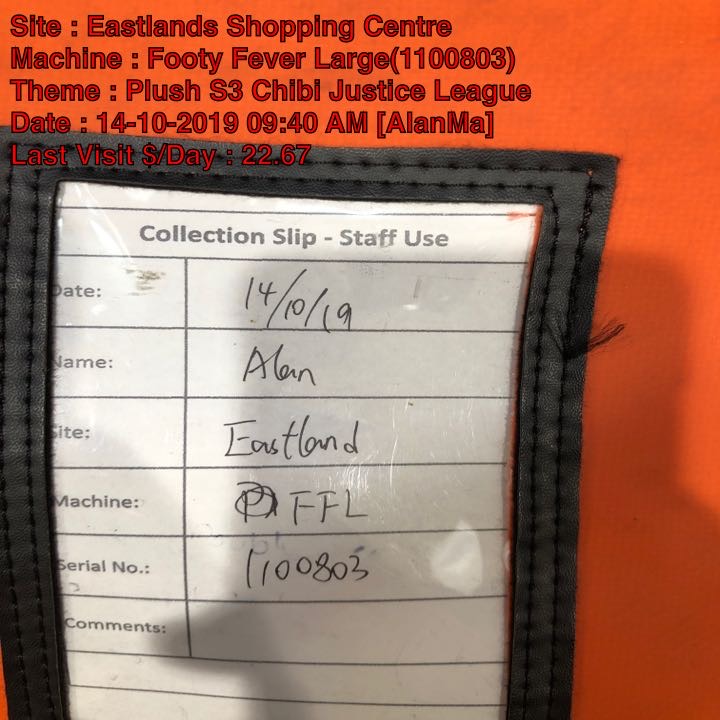 Site : Eastlands Shopping Centre
Machine : Footy Fever Large(1100803)
Theme : Plush S3 Chibi Justice League
Date : 14-10-2019 09:40 AM [AlanMa]
Last Visit $/Day : 22.67
Collection Slip - Staff Use
Date: 14/10/19
Name: Alan
Site: Eastland
Machine: FFL
Serial No.: 1100803
Comments: